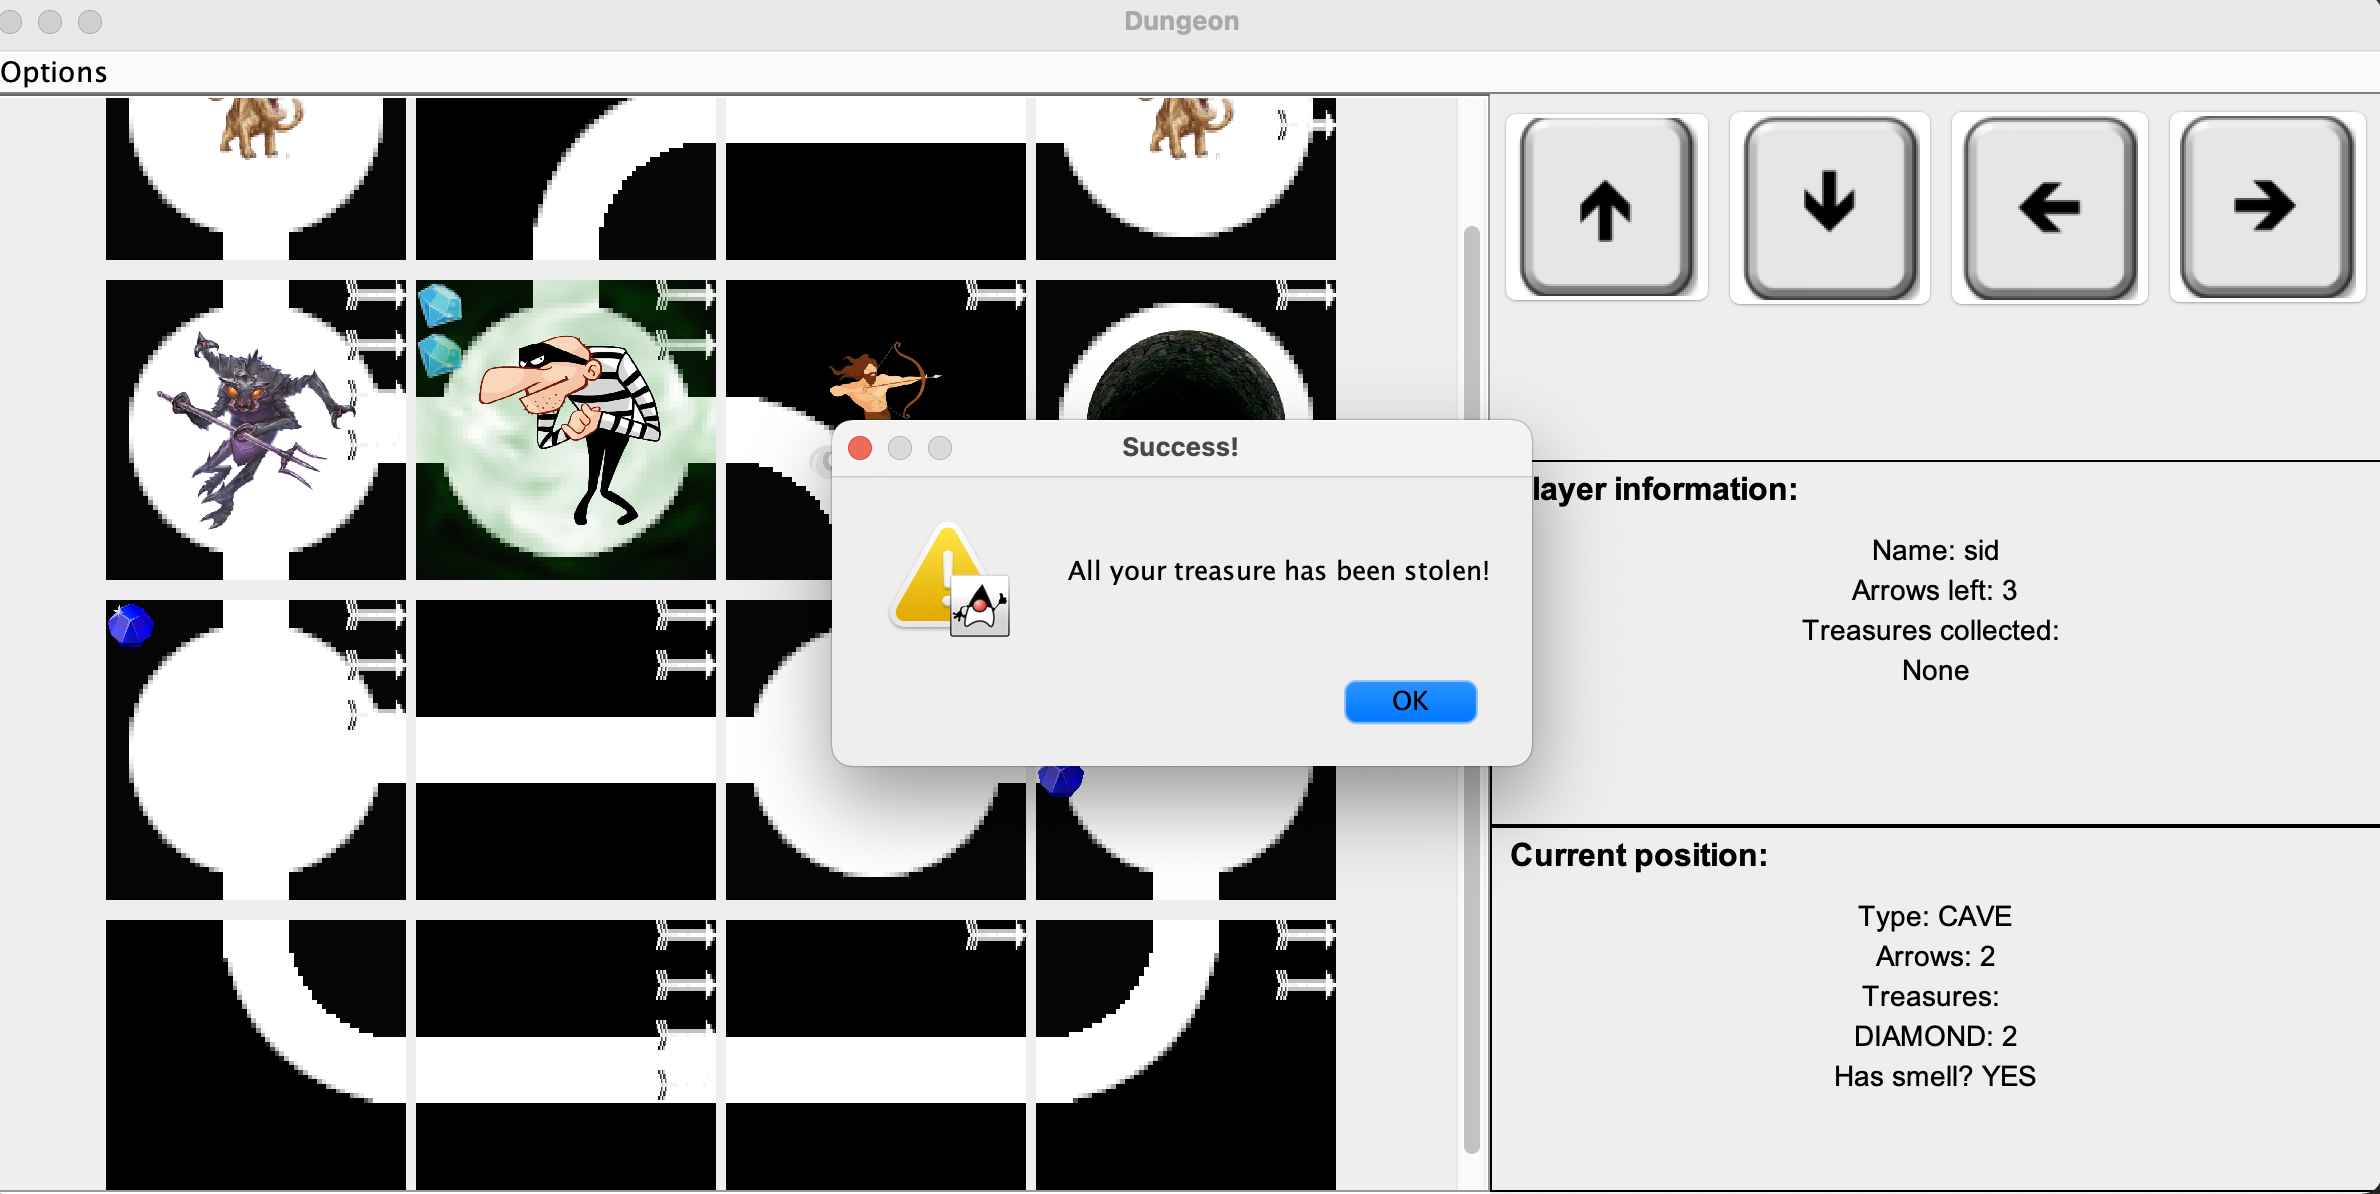 Dungeon
Options
Success!
All your treasure has been stolen!
OK
layer information:
Name: sid
Arrows left: 3
Treasures collected:
None
Current position:
Type: CAVE
Arrows: 2
Treasures:
DIAMOND: 2
Has smell? YES